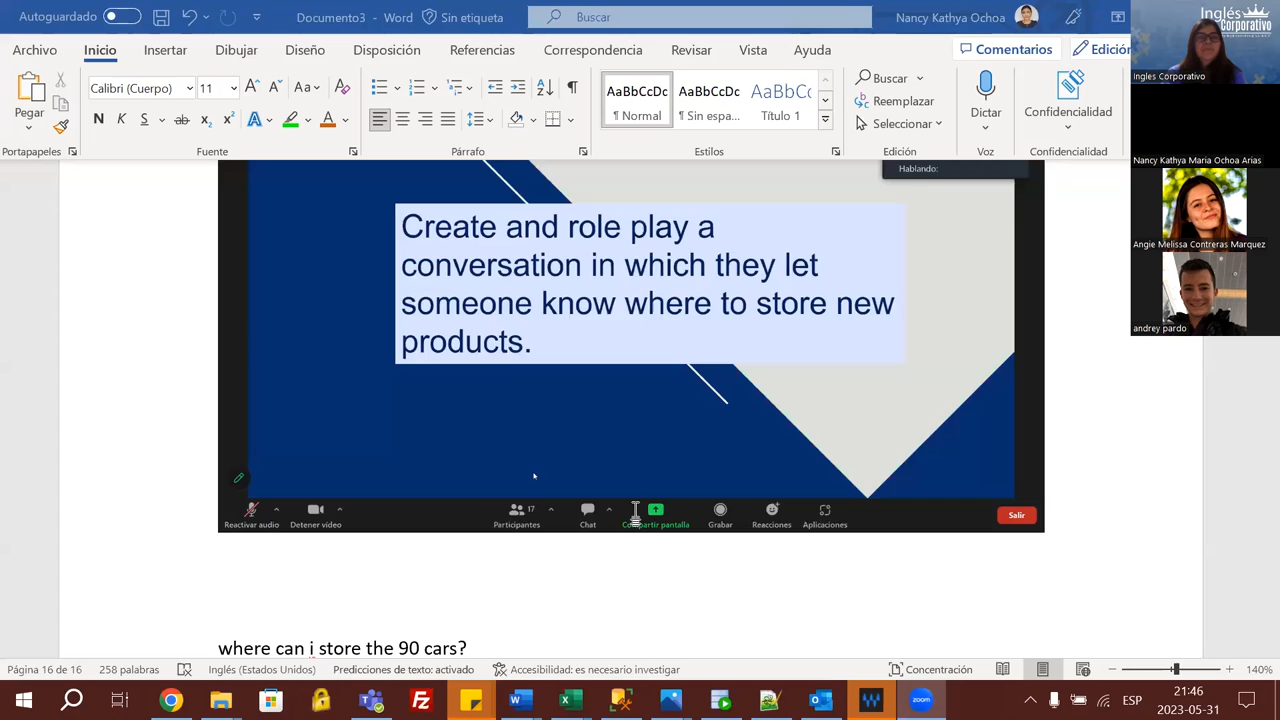 Autoguardado
Documento3 - Word
Sin etiqueta
Buscar
Nancy Kathya Ochoa
Inglés
Corporativo
Archivo
Inicio
Insertar
Dibujar
Diseño
Disposición
Referencias
Correspondencia
Revisar
Vista
Ayuda
Comentarios
Edición
Ingles Corporativo
Pegar
Calibri (Cuerpo)
11
Aa
N K S ab x₂ x²
AaBbCcDc
¶ Normal
AaBbCcDc
¶ Sin espa...
AaBbCc
Título 1
Buscar
Reemplazar
Seleccionar
Dictar
Confidencialidad
Portapapeles
Fuente
Párrafo
Estilos
Edición
Voz
Confidencialidad
Nancy Kathya Maria Ochoa Arias
Hablando:
Angie Melissa Contreras Marquez
andrey pardo
Create and role play a
conversation in which they let
someone know where to store new
products.
17
Reactivar audio
Detener vídeo
Participantes
Chat
Compartir pantalla
Grabar
Reacciones
Aplicaciones
Salir
where can i store the 90 cars?
Página 16 de 16
258 palabras
Inglés (Estados Unidos)
Predicciones de texto: activado
Accesibilidad: es necesario investigar
Concentración
140%
zoom
ESP
21:46
2023-05-31